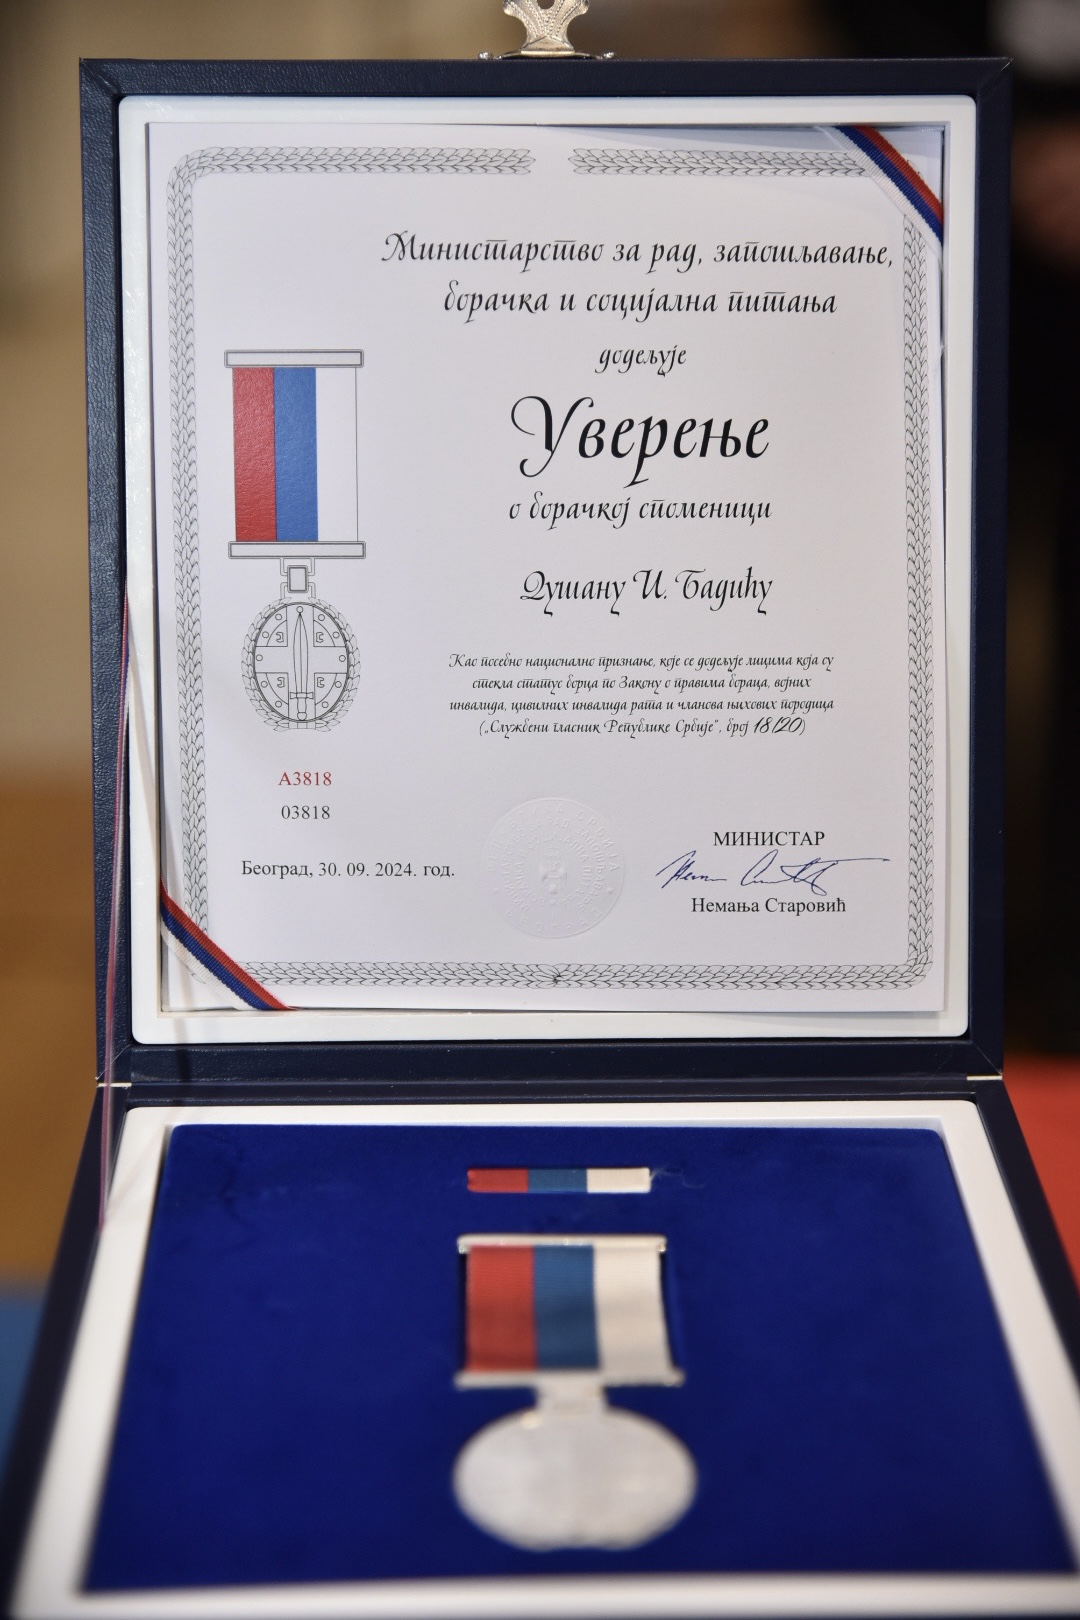 Министарство за рад, запошљавање,
борачка и социјална питања
додељује
Уверење
о борачкој споменици
Душану И. Бадићу
Као посебно национално признање, које се додељује лицима која су
стекла статус борца по Закону о правима бораца, војних
инвалида, цивилних инвалида рата и чланова њихових породица
(„Службени гласник Републике Србије“, број 18/20)
А3818
03818
Београд, 30. 09. 2024. год.
МИНИСТАР
Немања Старовић